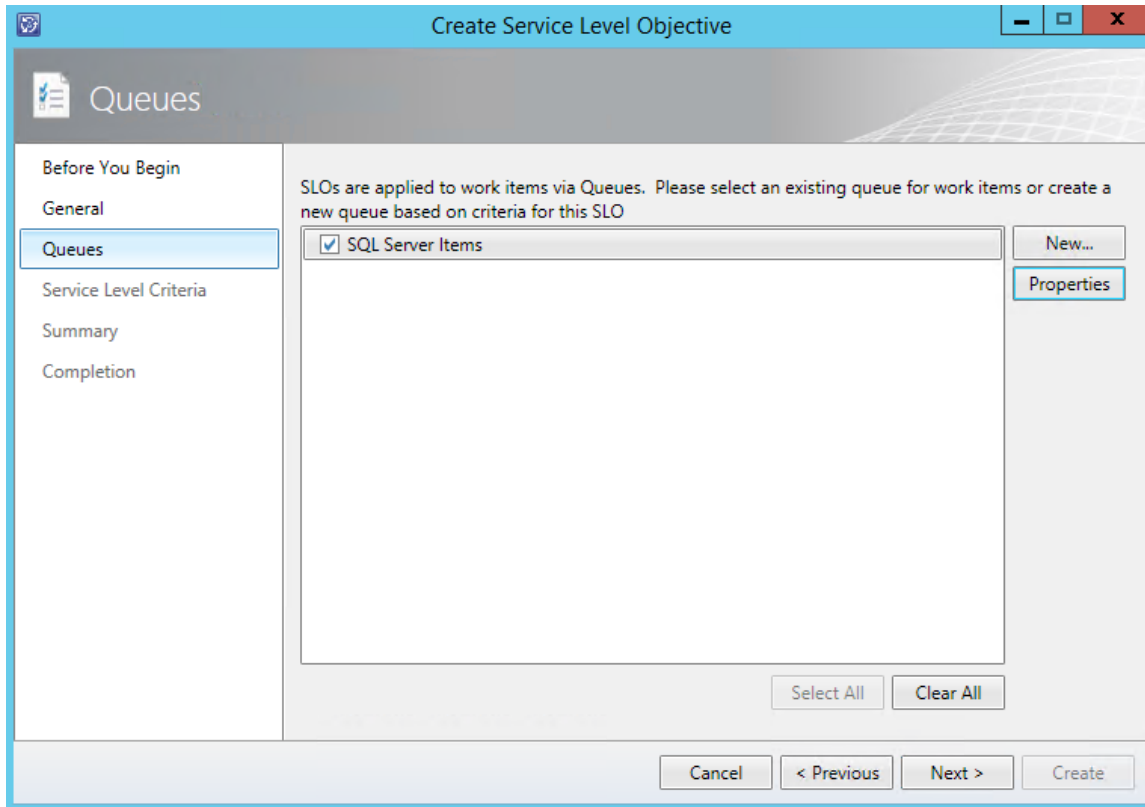 Create Service Level Objective
Queues
Before You Begin
General
Queues
Service Level Criteria
Summary
Completion
SLOs are applied to work items via Queues.  Please select an existing queue for work items or create a
new queue based on criteria for this SLO
SQL Server Items
New...
Properties
Select All
Clear All
Cancel
< Previous
Next >
Create